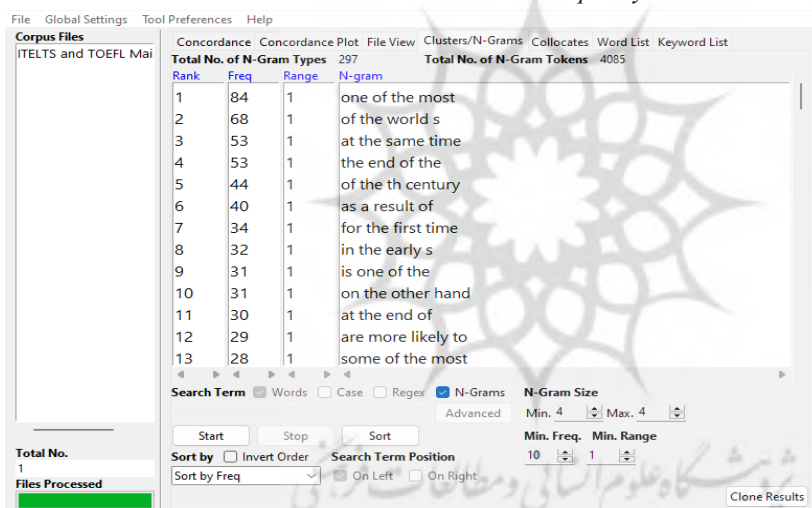 File Global Settings Tool Preferences Help
Corpus Files
ITELTS and TOEFL Mai
Concordance Concordance Plot File View Clusters/N-Grams Collocates Word List Keyword List
Total No. of N-Gram Types 297 Total No. of N-Gram Tokens 4085
Rank Freq Range N-gram
1 84 1 one of the most
2 68 1 of the world s
3 53 1 at the same time
4 53 1 the end of the
5 44 1 of the th century
6 40 1 as a result of
7 34 1 for the first time
8 32 1 in the early s
9 31 1 is one of the
10 31 1 on the other hand
11 30 1 at the end of
12 29 1 are more likely to
13 28 1 some of the most
Search Term Words Case Regex N-Grams N-Gram Size
Advanced Min. 4 Max. 4
Start Stop Sort Min. Freq. Min. Range
Total No. Sort by Invert Order Search Term Position 10 1
1 Sort by Freq On Left On Right
Files Processed
Clone Results
پژوهشگاه علوم انسانی و مطالعات فرهنگی